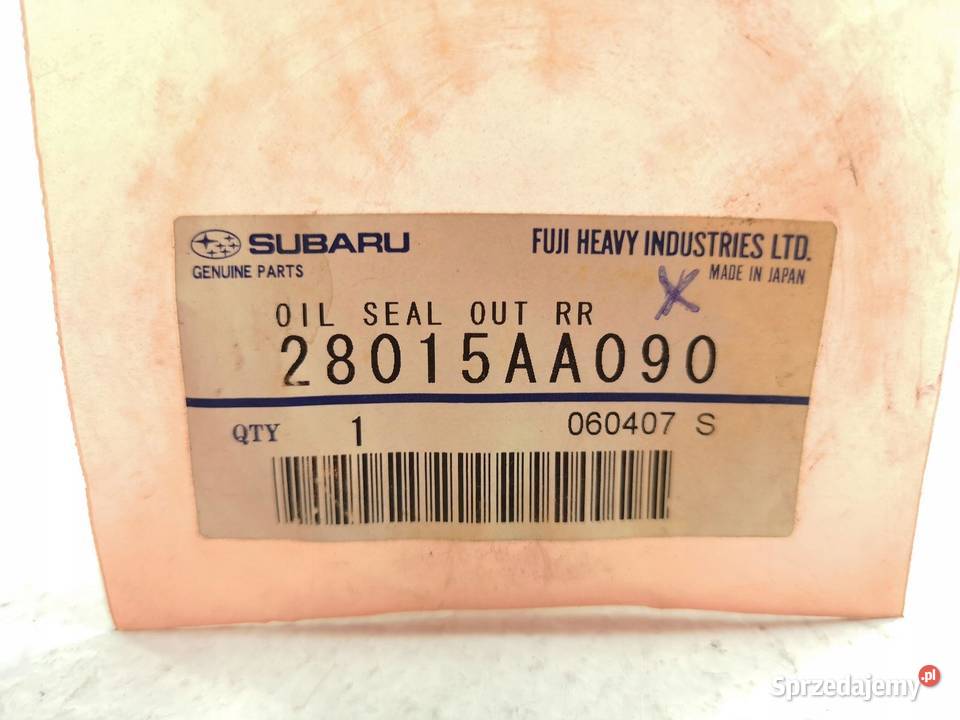 SUBARU FUJI HEAVY INDUSTRIES LTD.
GENUINE PARTS MADE IN JAPAN
X
OIL SEAL OUT RR
28015AA090
QTY 1 060407 S
Sprzedajemy.pl